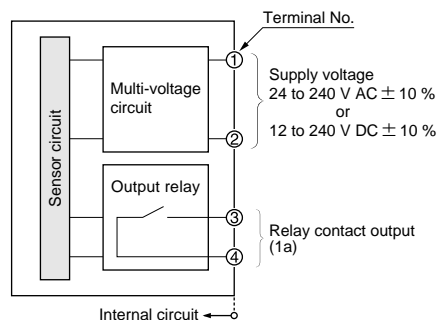 Terminal No.
Sensor circuit
Multi-voltage
circuit
1
2
Supply voltage
24 to 240 V AC ± 10 %
or
12 to 240 V DC ± 10 %
Output relay
3
4
Relay contact output
(1a)
Internal circuit